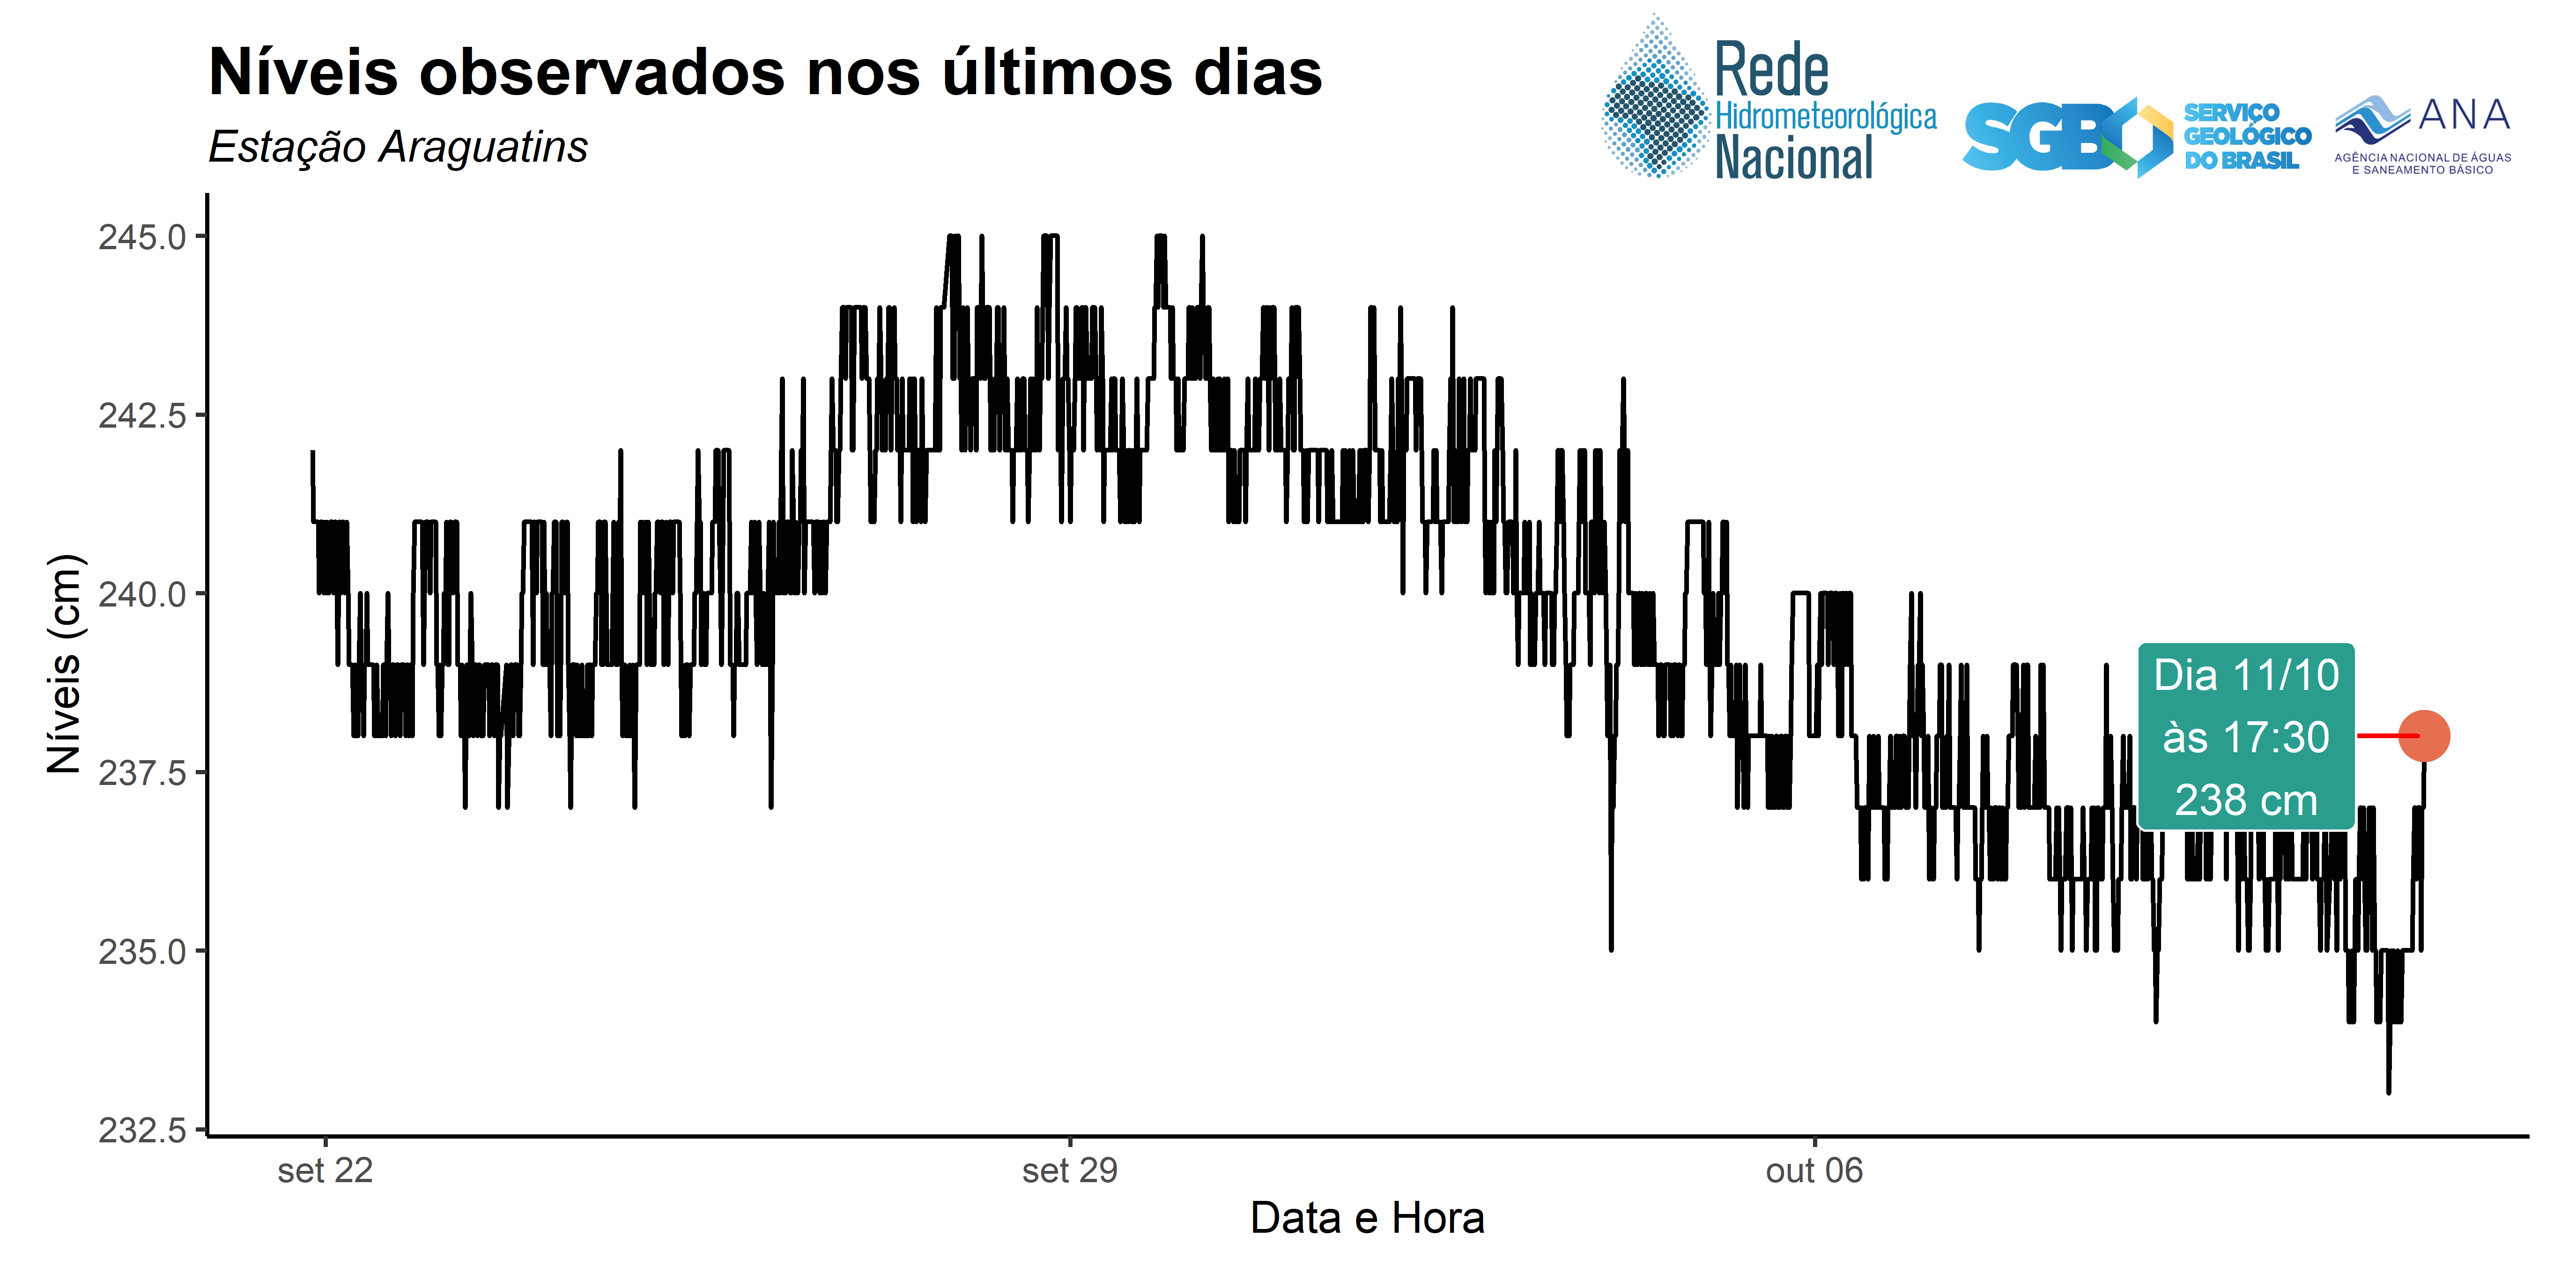 Níveis observados nos últimos dias
Estação Araguatins
Rede
Hidrometeorológica
Nacional
SGB
SERVIÇO
GEOLÓGICO
DO BRASIL
ANA
AGÊNCIA NACIONAL DE ÁGUAS
E SANEAMENTO BÁSICO
Níveis (cm)
245.0
242.5
240.0
237.5
235.0
232.5
Dia 11/10
às 17:30
238 cm
set 22
set 29
out 06
Data e Hora